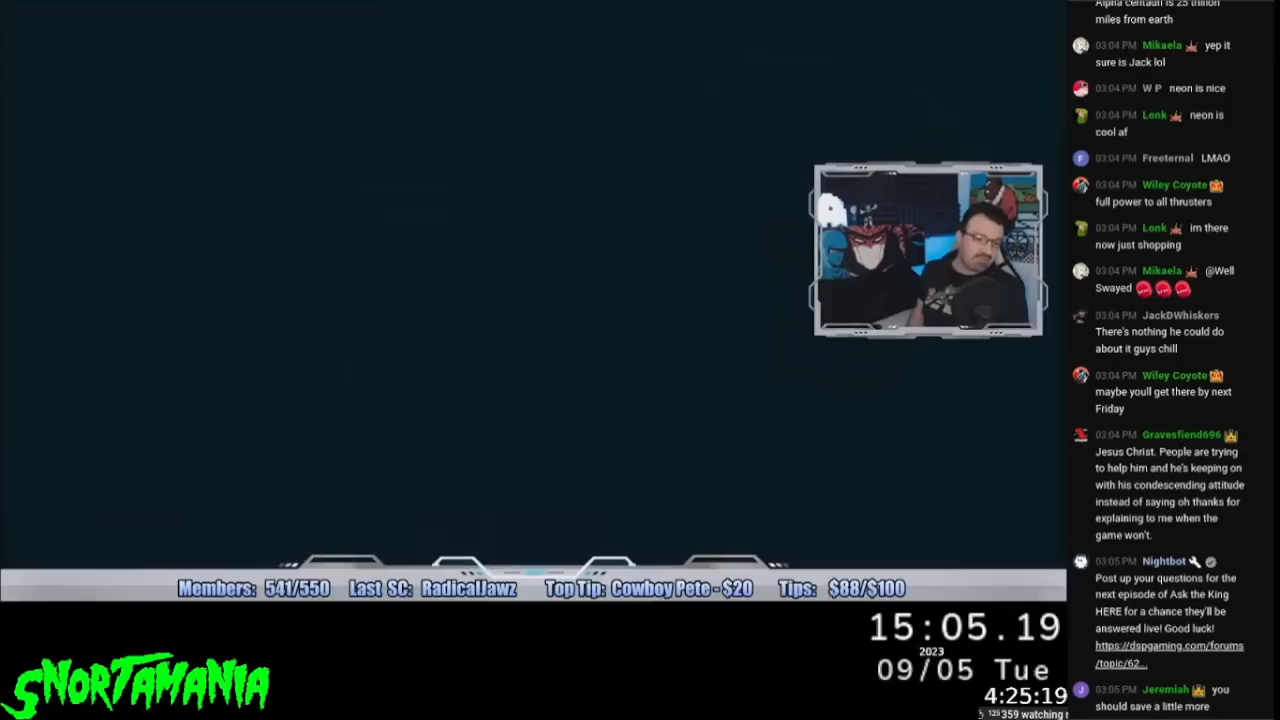 Alpha centauri is 25 trillion
miles from earth
03:04 PM Mikaela yep it
sure is Jack lol
03:04 PM W P neon is nice
03:04 PM Lonk neon is
cool af
F 03:04 PM Freeternal LMAO
03:04 PM Wiley Coyote
full power to all thrusters
03:04 PM Lonk im there
now just shopping
03:04 PM Mikaela @Well
Swayed
03:04 PM JackDWhiskers
There's nothing he could do
about it guys chill
03:04 PM Wiley Coyote
maybe youll get there by next
Friday
03:04 PM Gravesfiend696
Jesus Christ. People are trying
to help him and he's keeping on
with his condescending attitude
instead of saying oh thanks for
explaining to me when the
game won't.
03:05 PM Nightbot
Post up your questions for the
next episode of Ask the King
HERE for a chance they'll be
answered live! Good luck!
https://dspgaming.com/forums
/topic/62...
J 03:05 PM Jeremiah you
should save a little more
Members: 541/550 Last SC: RadicalJawz Top Tip: Cowboy Pete - $20 Tips: $88/$100
15:05.19
2023
09/05 Tue
4:25:19
359 watching
SNORTAMANIA